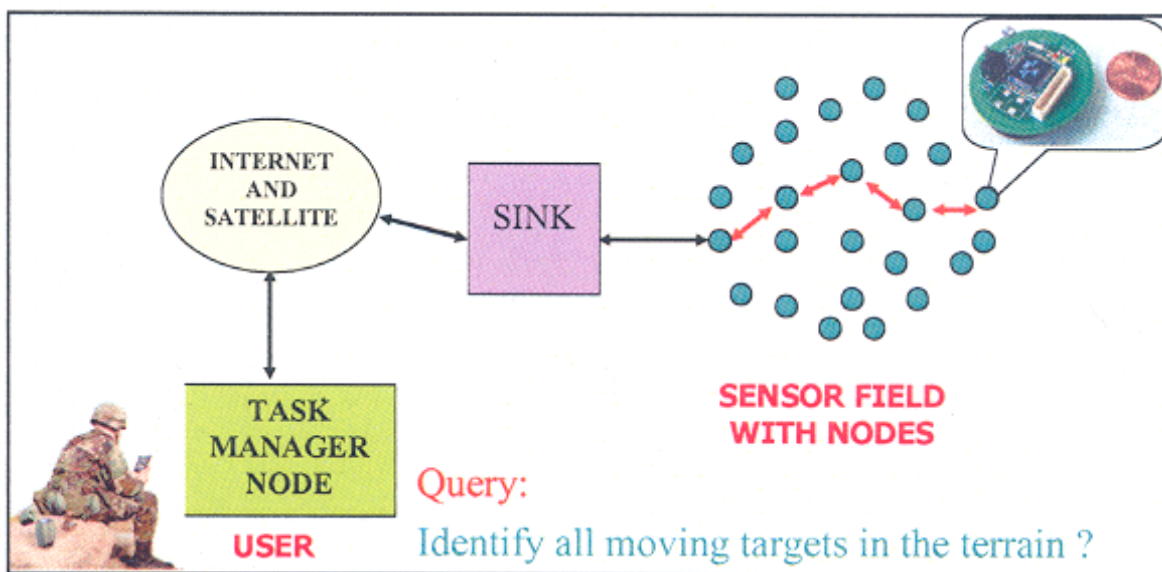 INTERNET
AND
SATELLITE
SINK
TASK
MANAGER
NODE
USER
SENSOR FIELD
WITH NODES
Query:
Identify all moving targets in the terrain ?